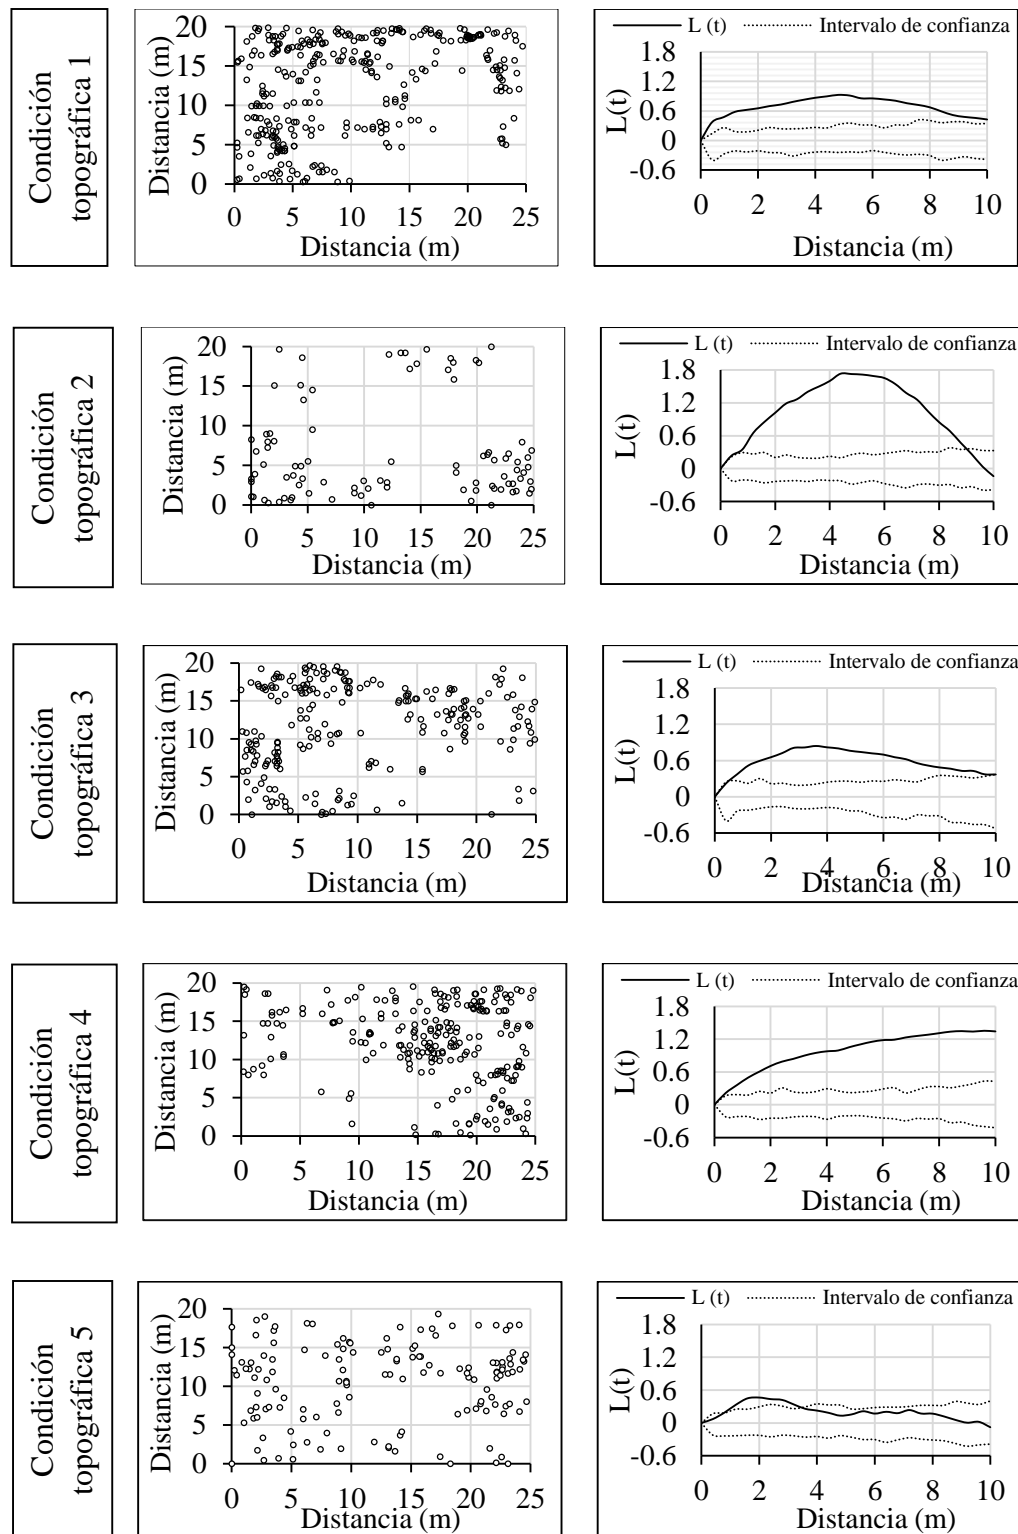 Condición
topográfica 1
Distancia (m)
20
15
10
5
0
0 5 10 15 20 25
Distancia (m)
L (t) Intervalo de confianza
L(t)
1.8
1.2
0.6
0
-0.6
0 2 4 6 8 10
Distancia (m)
Condición
topográfica 2
Distancia (m)
20
15
10
5
0
0 5 10 15 20 25
Distancia (m)
L (t) Intervalo de confianza
L(t)
1.8
1.2
0.6
0
-0.6
0 2 4 6 8 10
Distancia (m)
Condición
topográfica 3
Distancia (m)
20
15
10
5
0
0 5 10 15 20 25
Distancia (m)
L (t) Intervalo de confianza
L(t)
1.8
1.2
0.6
0
-0.6
0 2 4 6 8 10
Distancia (m)
Condición
topográfica 4
Distancia (m)
20
15
10
5
0
0 5 10 15 20 25
Distancia (m)
L (t) Intervalo de confianza
L(t)
1.8
1.2
0.6
0
-0.6
0 2 4 6 8 10
Distancia (m)
Condición
topográfica 5
Distancia (m)
20
15
10
5
0
0 5 10 15 20 25
Distancia (m)
L (t) Intervalo de confianza
L(t)
1.8
1.2
0.6
0
-0.6
0 2 4 6 8 10
Distancia (m)